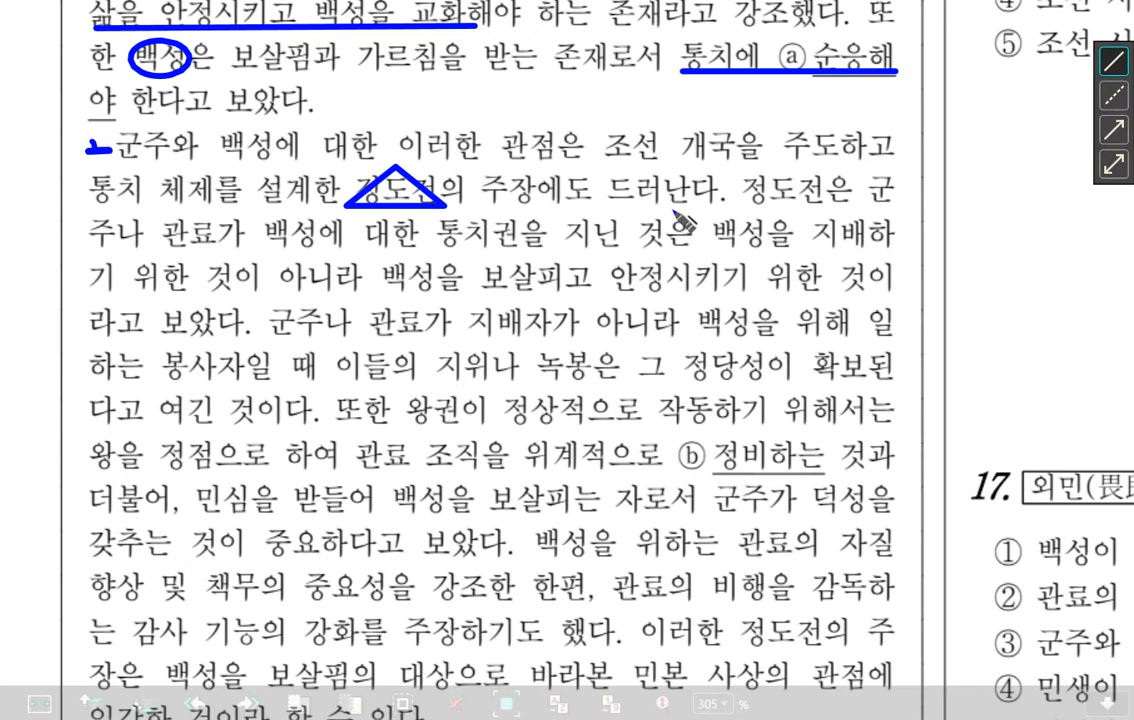 삶을 안정시키고 백성을 교화해야 하는 존재라고 강조했다. 또
한 백성은 보살핌과 가르침을 받는 존재로서 통치에 ⓐ 순응해
야 한다고 보았다.
군주와 백성에 대한 이러한 관점은 조선 개국을 주도하고
통치 체제를 설계한 정도전의 주장에도 드러난다. 정도전은 군
주나 관료가 백성에 대한 통치권을 지닌 것은 백성을 지배하
기 위한 것이 아니라 백성을 보살피고 안정시키기 위한 것이
라고 보았다. 군주나 관료가 지배자가 아니라 백성을 위해 일
하는 봉사자일 때 이들의 지위나 녹봉은 그 정당성이 확보된
다고 여긴 것이다. 또한 왕권이 정상적으로 작동하기 위해서는
왕을 정점으로 하여 관료 조직을 위계적으로 ⓑ 정비하는 것과
더불어, 민심을 받들어 백성을 보살피는 자로서 군주가 덕성을
갖추는 것이 중요하다고 보았다. 백성을 위하는 관료의 자질
향상 및 책무의 중요성을 강조한 한편, 관료의 비행을 감독하
는 감사 기능의 강화를 주장하기도 했다. 이러한 정도전의 주
장은 백성을 보살핌의 대상으로 바라본 민본 사상의 관점에
④ 조선
⑤ 조선
17. 외민(畏民
① 백성이
② 관료의
③ 군주와
④ 민생이
305 %